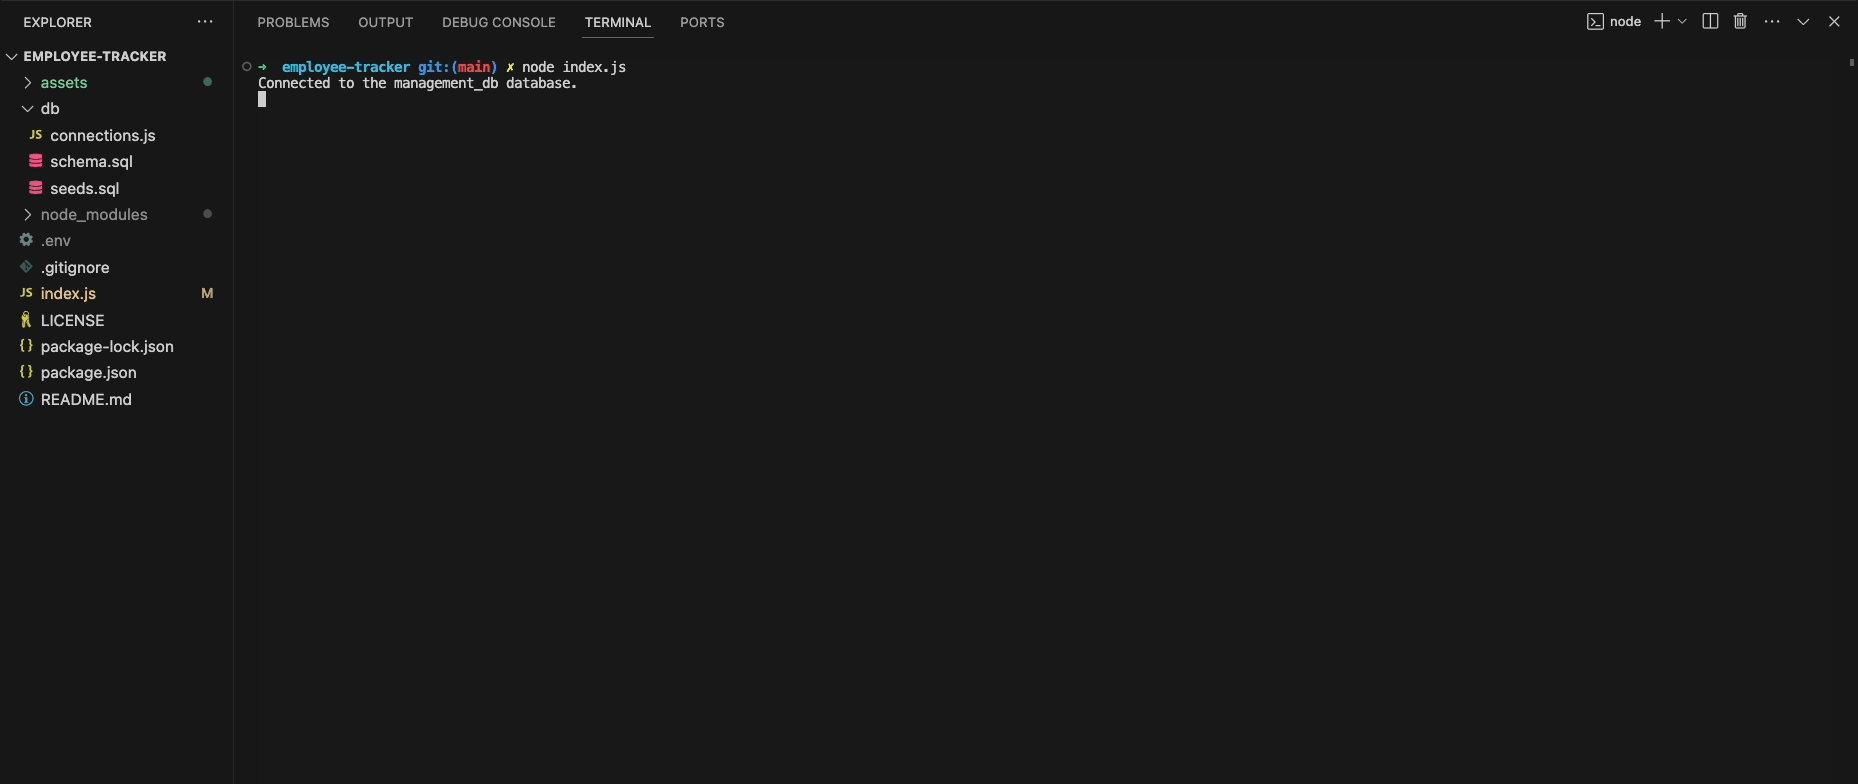 EXPLORER
EMPLOYEE-TRACKER
assets
db
JS connections.js
schema.sql
seeds.sql
node_modules
.env
.gitignore
JS index.js M
LICENSE
{} package-lock.json
{} package.json
README.md
PROBLEMS OUTPUT DEBUG CONSOLE TERMINAL PORTS
node
➜ employee-tracker git:(main) ✗ node index.js
Connected to the management_db database.